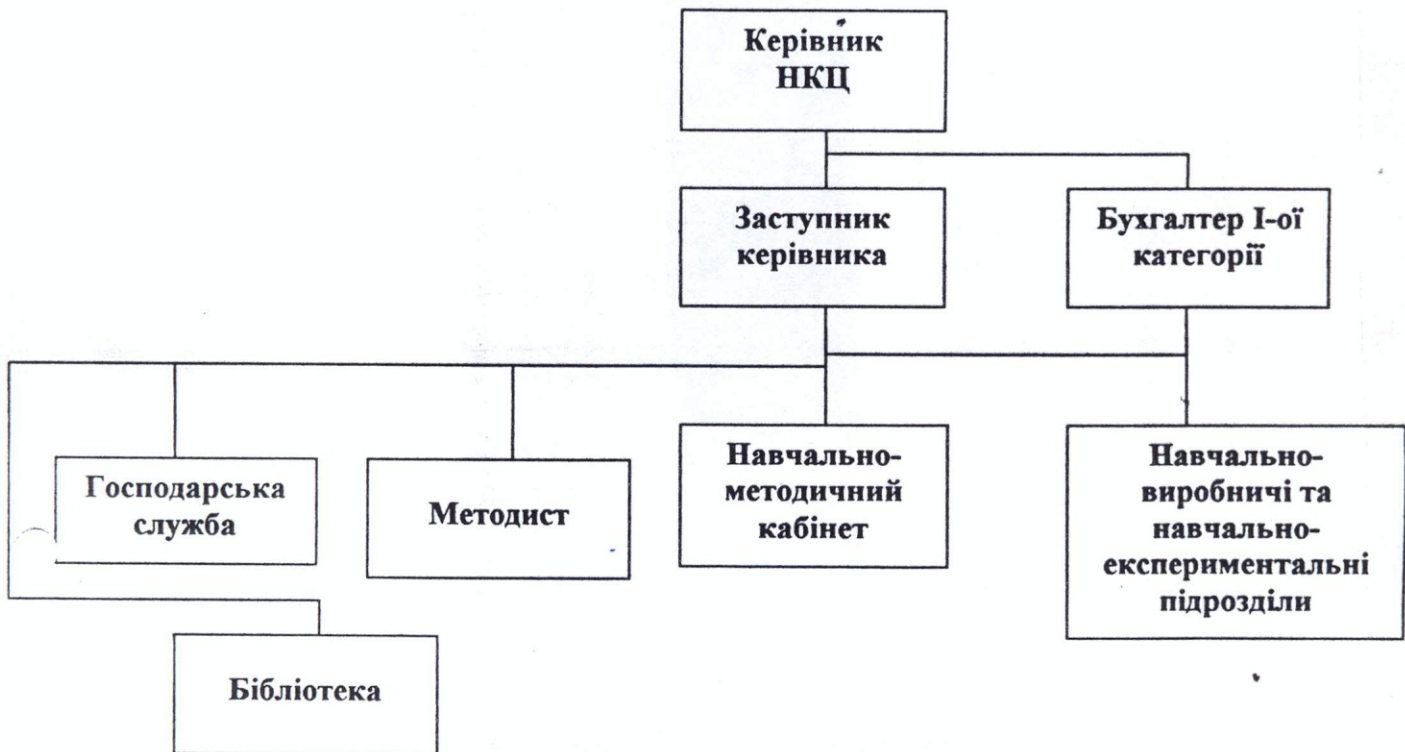 Керівник
НКЦ
Заступник
керівника
Бухгалтер І-ої
категорії
Господарська
служба
Методист
Навчально-
методичний
кабінет
Навчально-
виробничі та
навчально-
експериментальні
підрозділи
Бібліотека